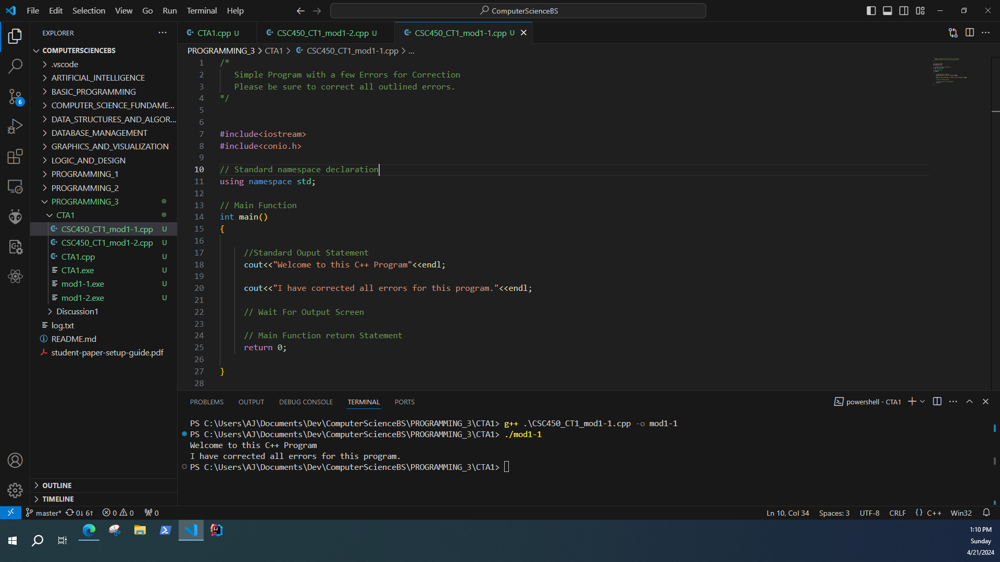 File Edit Selection View Go Run Terminal Help
ComputerScienceBS
EXPLORER
COMPUTERSCIENCEBS
.vscode
ARTIFICIAL_INTELLIGENCE
BASIC_PROGRAMMING
COMPUTER_SCIENCE_FUNDAME...
DATA_STRUCTURES_AND_ALGOR...
DATABASE_MANAGEMENT
GRAPHICS_AND_VISUALIZATION
LOGIC_AND_DESIGN
PROGRAMMING_1
PROGRAMMING_2
PROGRAMMING_3
CTA1
CSC450_CT1_mod1-1.cpp U
CSC450_CT1_mod1-2.cpp U
CTA1.cpp U
CTA1.exe U
mod1-1.exe U
mod1-2.exe U
Discussion1
log.txt
README.md
student-paper-setup-guide.pdf
OUTLINE
TIMELINE
6
CTA1.cpp U CSC450_CT1_mod1-2.cpp U CSC450_CT1_mod1-1.cpp U
PROGRAMMING_3 > CTA1 > CSC450_CT1_mod1-1.cpp > ...
1 /*
2 Simple Program with a few Errors for Correction
3 Please be sure to correct all outlined errors.
4 */
5
6
7 #include<iostream>
8 #include<conio.h>
9
10 // Standard namespace declaration
11 using namespace std;
12
13 // Main Function
14 int main()
15 {
16
17 //Standard Ouput Statement
18 cout<<"Welcome to this C++ Program"<<endl;
19
20 cout<<"I have corrected all errors for this program."<<endl;
21
22 // Wait For Output Screen
23
24 // Main Function return Statement
25 return 0;
26
27 }
28
PROBLEMS OUTPUT DEBUG CONSOLE TERMINAL PORTS
powershell - CTA1
PS C:\Users\AJ\Documents\Dev\ComputerScienceBS\PROGRAMMING_3\CTA1> g++ .\CSC450_CT1_mod1-1.cpp -o mod1-1
PS C:\Users\AJ\Documents\Dev\ComputerScienceBS\PROGRAMMING_3\CTA1> ./mod1-1
Welcome to this C++ Program
I have corrected all errors for this program.
PS C:\Users\AJ\Documents\Dev\ComputerScienceBS\PROGRAMMING_3\CTA1>
master* 0↓ 6↑ 0 0 0
Ln 10, Col 34 Spaces: 3 UTF-8 CRLF {} C++ Win32
1:10 PM
Sunday
4/21/2024